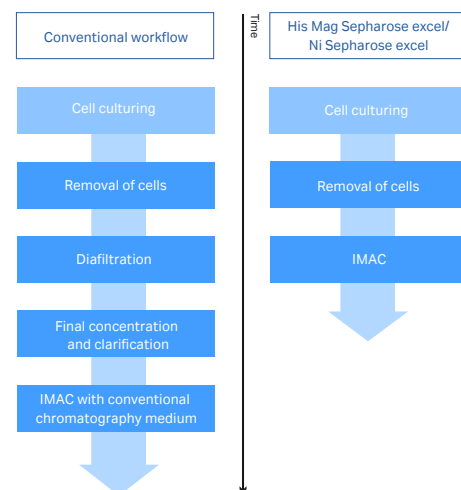 Conventional workflow
Cell culturing
Removal of cells
Diafiltration
Final concentration
and clarification
IMAC with conventional
chromatography medium
Time
His Mag Sepharose excel/
Ni Sepharose excel
Cell culturing
Removal of cells
IMAC